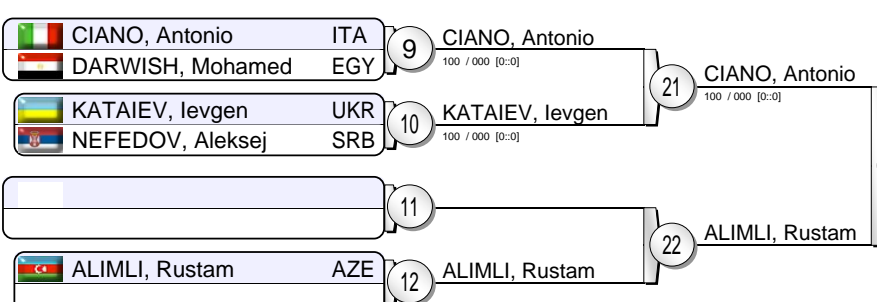 CIANO, Antonio ITA
DARWISH, Mohamed EGY
9
CIANO, Antonio
100 / 000 [0::0]
KATAIEV, Ievgen UKR
NEFEDOV, Aleksej SRB
10
KATAIEV, Ievgen
100 / 000 [0::0]
21
CIANO, Antonio
100 / 000 [0::0]
11
ALIMLI, Rustam AZE
12
ALIMLI, Rustam
22
ALIMLI, Rustam